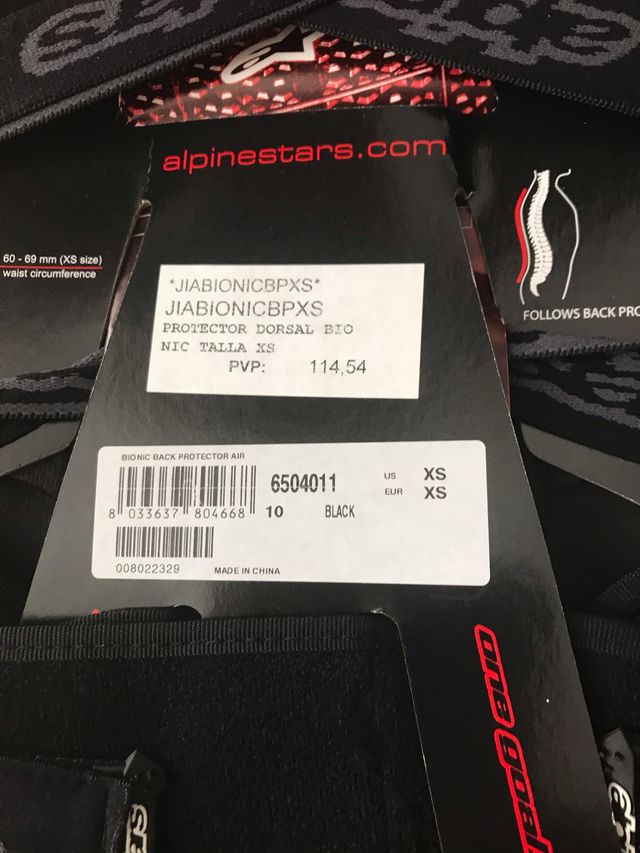 alpinestars.com
60 - 69 mm (XS size)
waist circumference
FOLLOWS BACK PRO
*JIABIONICBPXS*
JIABIONICBPXS
PROTECTOR DORSAL BIO
NIC TALLA XS
PVP: 114,54
BIONIC BACK PROTECTOR AIR
6504011 US XS
EUR XS
8 033637 804668 10 BLACK
008022329 MADE IN CHINA
one goal